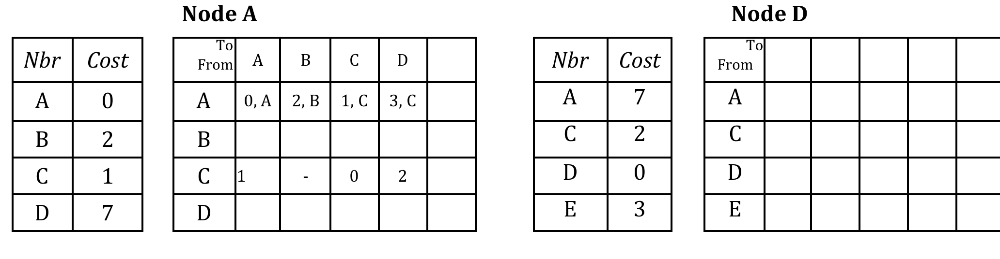 Node A
Nbr Cost
A 0
B 2
C 1
D 7
To
From A B C D
A 0, A 2, B 1, C 3, C
B
C 1 - 0 2
D
Node D
Nbr Cost
A 7
C 2
D 0
E 3
To
From
A
C
D
E